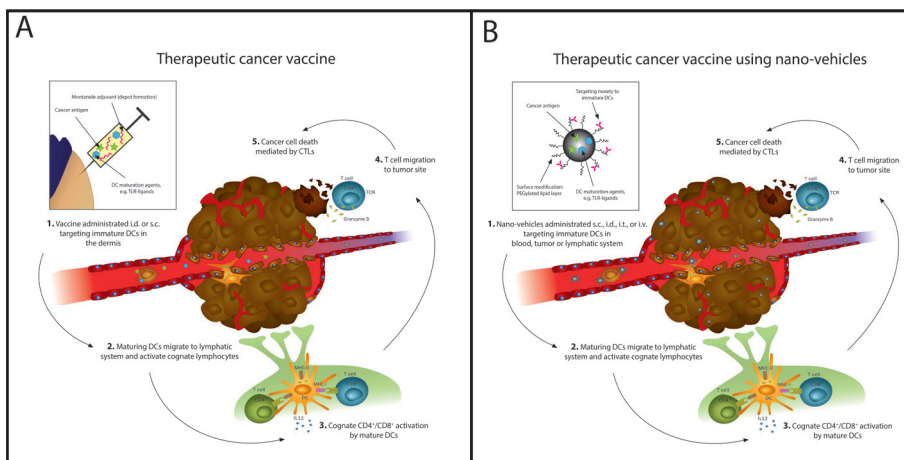 A
Therapeutic cancer vaccine
Montanide adjuvant (depot formation)
Cancer antigen
DC maturation agents,
e.g. TLR-ligands
1. Vaccine administrated i.d. or s.c.
targeting immature DCs in
the dermis
5. Cancer cell death
mediated by CTLs
4. T cell migration
to tumor site
T cell
TCR
Granzyme B
2. Maturing DCs migrate to lymphatic
system and activate cognate lymphocytes
MHC-II
MHC-I
T cell
T cell
DC
IL12
3. Cognate CD4+/CD8+ activation
by mature DCs
B
Therapeutic cancer vaccine using nano-vehicles
Targeting moiety to
immature DCs
Cancer antigen
Surface modification:
PEGylated lipid layer
DC maturation agents,
e.g. TLR-ligands
1. Nano-vehicles administrated s.c., i.d., i.t., or i.v.
targeting immature DCs in
blood, tumor or lymphatic system
5. Cancer cell death
mediated by CTLs
4. T cell migration
to tumor site
T cell
TCR
Granzyme B
2. Maturing DCs migrate to lymphatic
system and activate cognate lymphocytes
MHC-II
MHC-I
T cell
T cell
DC
IL12
3. Cognate CD4+/CD8+ activation
by mature DCs